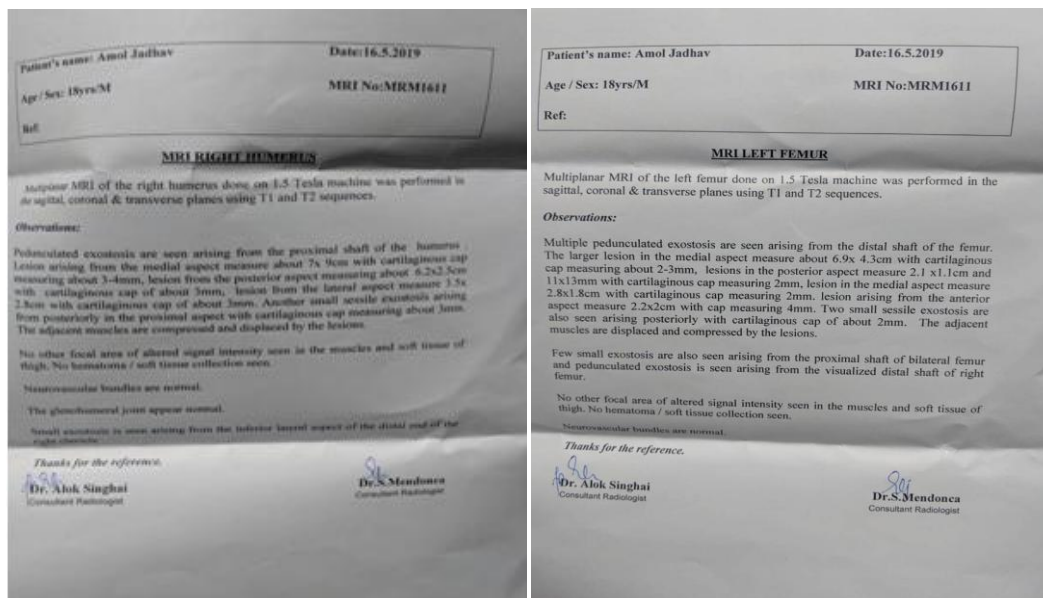 Patient's name: Amol Jadhav
Date:16.5.2019
Age / Sex: 18yrs/M
MRI No:MRM1611
Ref:
MRI RIGHT HUMERUS
Multiplanar MRI of the right humerus done on 1.5 Tesla machine was performed in
the sagittal, coronal & transverse planes using T1 and T2 sequences.
Observations:
Pedunculated exostosis are seen arising from the proximal shaft of the humerus .
Lesion arising from the medial aspect measure about 7x 9cm with cartilaginous cap
measuring about 3-4mm, lesion from the posterior aspect measuring about 6.2x2.5cm
with cartilaginous cap of about 5mm, lesion from the lateral aspect measure 3.5x
2.8cm with cartilaginous cap of about 3mm. Another small sessile exostosis arising
from posteriorly in the proximal aspect with cartilaginous cap measuring about 3mm.
The adjacent muscles are compressed and displaced by the lesions.
No other focal area of altered signal intensity seen in the muscles and soft tissue of
thigh. No hematoma / soft tissue collection seen
Neurovascular bundles are normal.
The glenohumeral joint appear normal.
Small exostosis is seen arising from the inferior lateral aspect of the distal end of the
right
Thanks for the reference.
Dr. Alok Singhai
Consultant Radiologist
Dr.S.Mendonca
Consultant Radiologist
Patient's name: Amol Jadhav
Date:16.5.2019
Age / Sex: 18yrs/M
MRI No:MRM1611
Ref:
MRI LEFT FEMUR
Multiplanar MRI of the left femur done on 1.5 Tesla machine was performed in the
sagittal, coronal & transverse planes using T1 and T2 sequences.
Observations:
Multiple pedunculated exostosis are seen arising from the distal shaft of the femur.
The larger lesion in the medial aspect measure about 6.9x 4.3cm with cartilaginous
cap measuring about 2-3mm, lesions in the posterior aspect measure 2.1 x1.1cm and
11x13mm with cartilaginous cap measuring 2mm, lesion in the medial aspect measure
2.8x1.8cm with cartilaginous cap measuring 2mm. lesion arising from the anterior
aspect measure 2.2x2cm with cap measuring 4mm. Two small sessile exostosis are
also seen arising posteriorly with cartilaginous cap of about 2mm. The adjacent
muscles are displaced and compressed by the lesions.
Few small exostosis are also seen arising from the proximal shaft of bilateral femur
and pedunculated exostosis is seen arising from the visualized distal shaft of right
femur.
No other focal area of altered signal intensity seen in the muscles and soft tissue of
thigh. No hematoma / soft tissue collection seen.
Neurovascular bundles are normal.
Thanks for the reference.
Dr. Alok Singhai
Consultant Radiologist
Dr.S.Mendonca
Consultant Radiologist